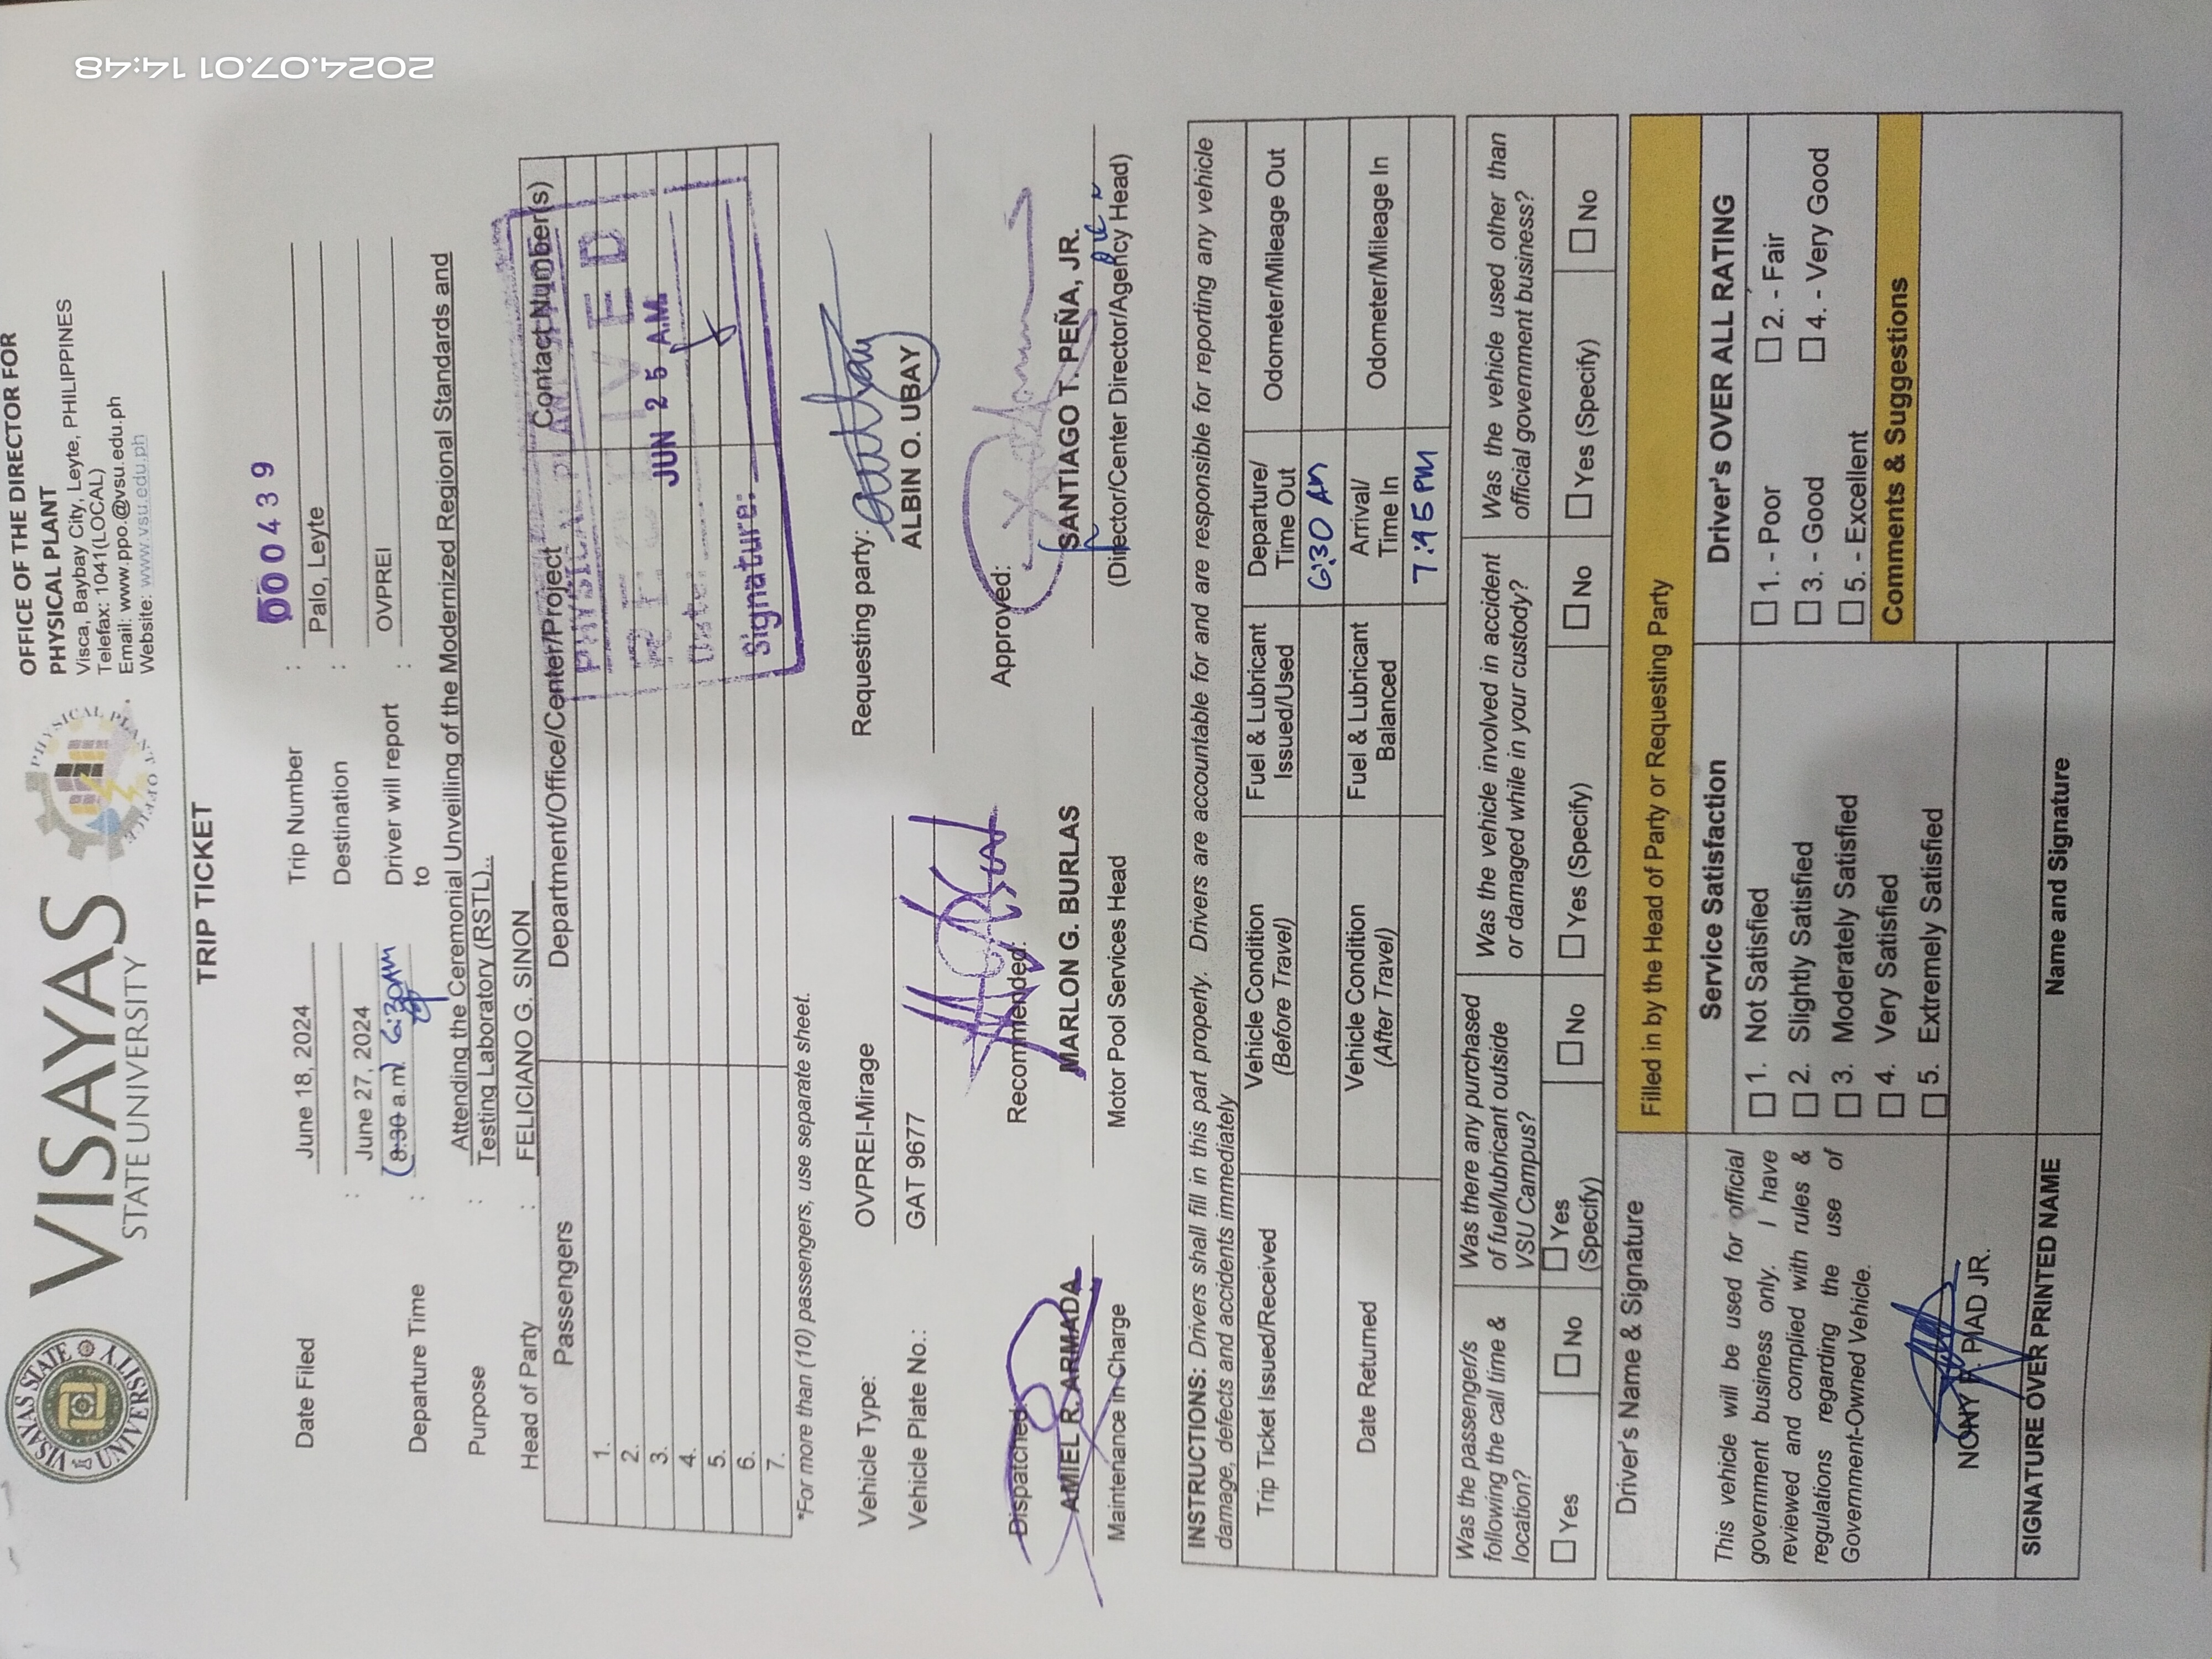 VISAYAS
STATE UNIVERSITY
OFFICE OF THE DIRECTOR FOR
PHYSICAL PLANT
Visca, Baybay City, Leyte, PHILIPPINES
Telefax: 1041(LOCAL)
Email: www.ppo.@vsu.edu.ph
Website: www.vsu.edu.ph
TRIP TICKET
Date Filed June 18, 2024 Trip Number : 00439
: June 27, 2024 Destination : Palo, Leyte
Departure Time : (8:30 a.m) 6:30AM Driver will report to : OVPREI
Purpose : Attending the Ceremonial Unveilling of the Modernized Regional Standards and
Testing Laboratory (RSTL)..
Head of Party : FELICIANO G. SINON
Passengers Department/Office/Center/Project Contact Number(s)
1.
2.
3.
4.
5.
6.
7.
PHYSICAL PLANT
RECEIVED
Date: JUN 25 A.M
Signature:
*For more than (10) passengers, use separate sheet.
Vehicle Type: OVPREI-Mirage
Vehicle Plate No.: GAT 9677
Requesting party:
ALBIN O. UBAY
Dispatched:
AMIEL R. ARMADA
Maintenance in Charge
Recommended:
MARLON G. BURLAS
Motor Pool Services Head
Approved:
SANTIAGO T. PEÑA, JR.
(Director/Center Director/Agency Head)
INSTRUCTIONS: Drivers shall fill in this part properly. Drivers are accountable for and are responsible for reporting any vehicle
damage, defects and accidents immediately
Trip Ticket Issued/Received Vehicle Condition (Before Travel) Fuel & Lubricant Issued/Used Departure/ Time Out Odometer/Mileage Out
6:30 AM
Date Returned Vehicle Condition (After Travel) Fuel & Lubricant Balanced Arrival/ Time In Odometer/Mileage In
7:45 PM
Was the passenger/s
following the call time &
location?
☐ Yes ☐ No
Was there any purchased
of fuel/lubricant outside
VSU Campus?
☐ Yes (Specify) ☐ No
Was the vehicle involved in accident
or damaged while in your custody?
☐ Yes (Specify) ☐ No
Was the vehicle used other than
official government business?
☐ Yes (Specify) ☐ No
Driver's Name & Signature
This vehicle will be used for official
government business only. I have
reviewed and complied with rules &
regulations regarding the use of
Government-Owned Vehicle.
NONY PIAD JR.
SIGNATURE OVER PRINTED NAME
Filled in by the Head of Party or Requesting Party
Service Satisfaction
☐ 1. Not Satisfied
☐ 2. Slightly Satisfied
☐ 3. Moderately Satisfied
☐ 4. Very Satisfied
☐ 5. Extremely Satisfied
Name and Signature
Driver's OVER ALL RATING
☐ 1. - Poor ☐ 2. - Fair
☐ 3. - Good ☐ 4. - Very Good
☐ 5. - Excellent
Comments & Suggestions
2024.07.01 14:48